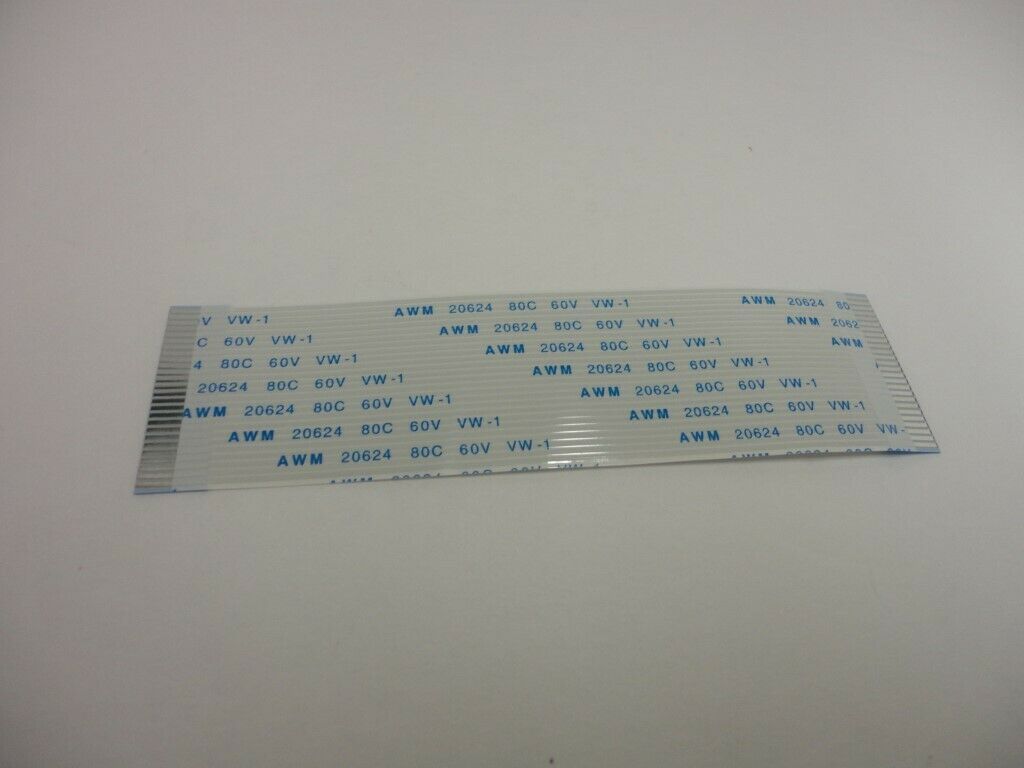 V VW-1 AWM 20624 80C 60V VW-1 AWM 20624 80
C 60V VW-1 AWM 20624 80C 60V VW-1 AWM 2062
4 80C 60V VW-1 AWM 20624 80C 60V VW-1 AWM
20624 80C 60V VW-1 AWM 20624 80C 60V VW-1
AWM 20624 80C 60V VW-1 AWM 20624 80C 60V VW-1
AWM 20624 80C 60V VW-1 AWM 20624 80C 60V VW-1
AWM 20624 80C 60V VW-1 AWM 20624 80C 60V VW-